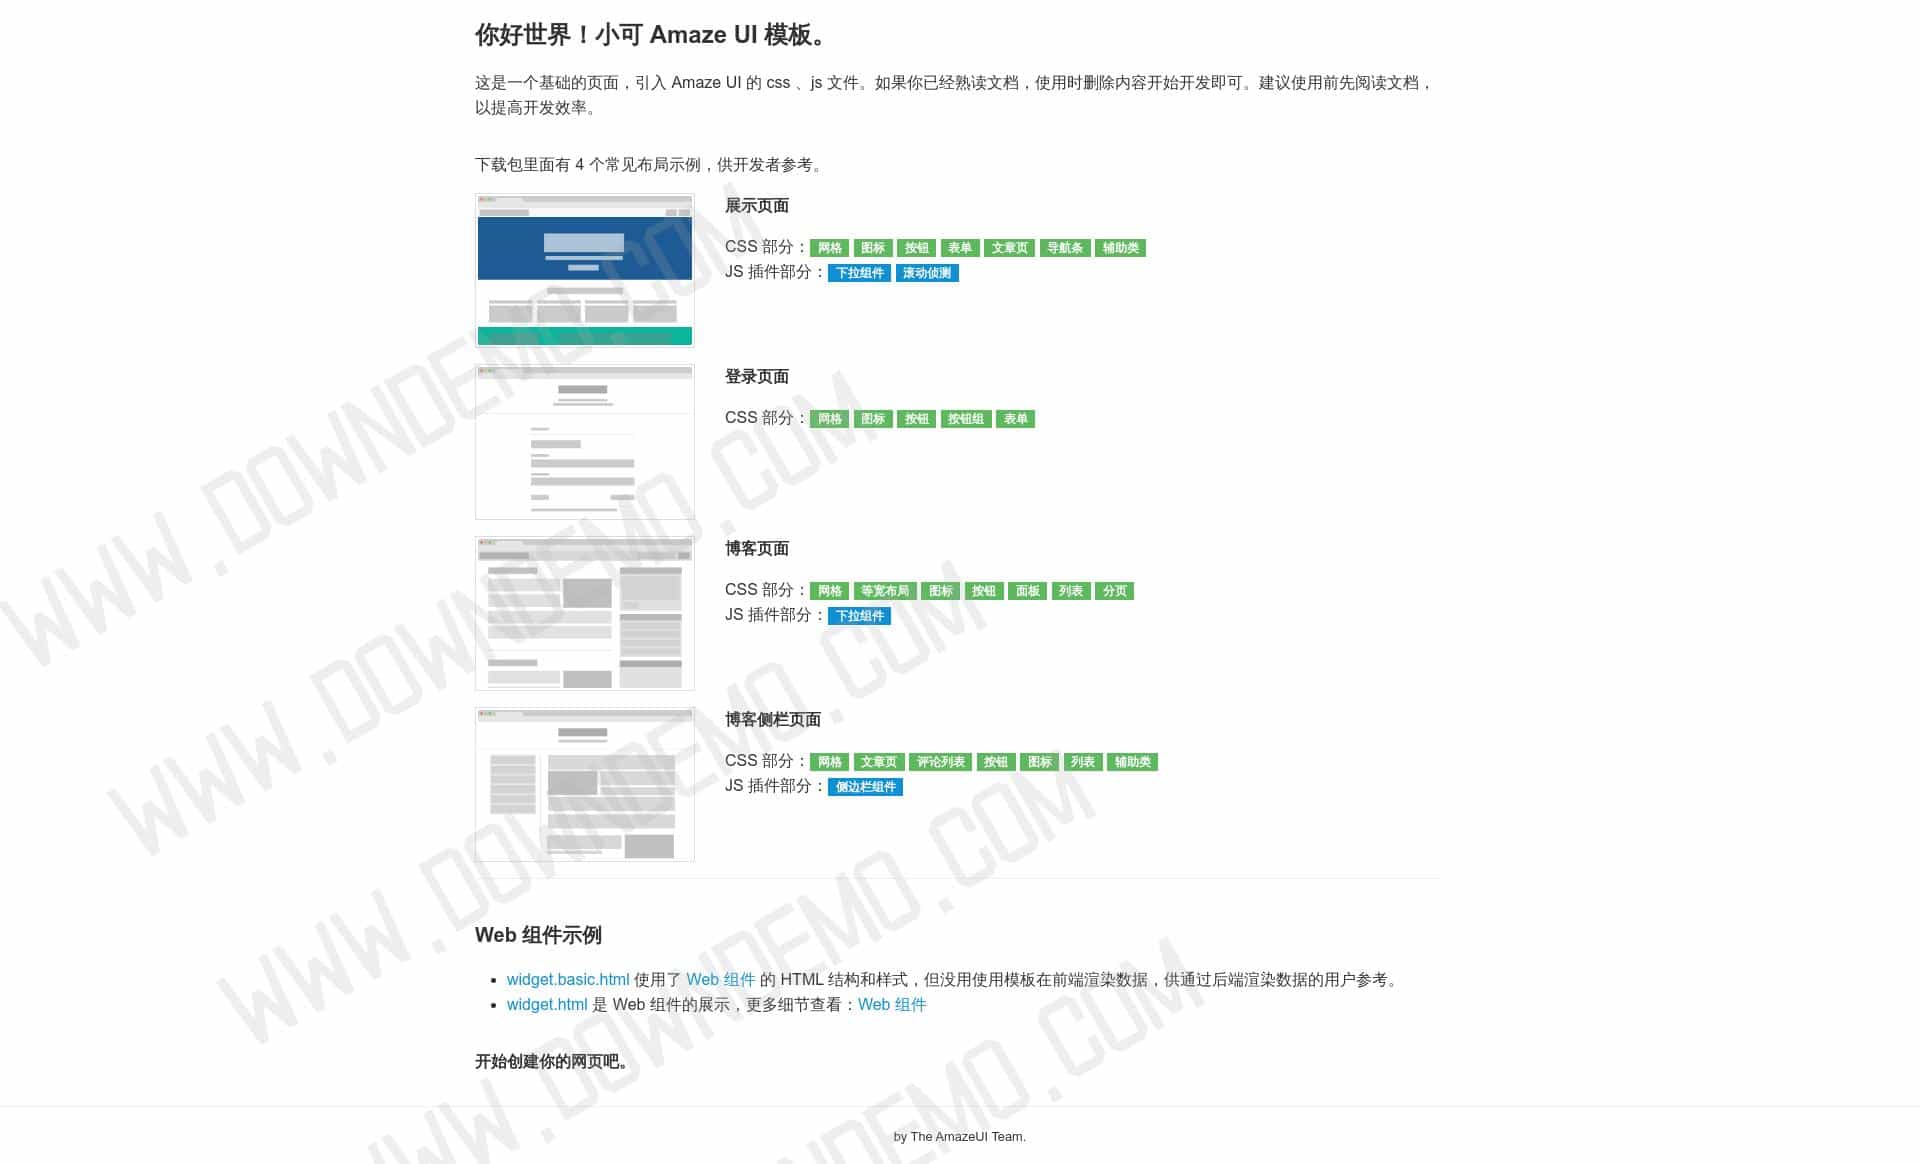 你好世界！小可 Amaze UI 模板。
这是一个基础的页面，引入 Amaze UI 的 css 、js 文件。如果你已经熟读文档，使用时删除内容开始开发即可。建议使用前先阅读文档，
以提高开发效率。
下载包里面有 4 个常见布局示例，供开发者参考。
展示页面
CSS 部分： 网格 图标 按钮 表单 文章页 导航条 辅助类
JS 插件部分： 下拉组件 滚动侦测
登录页面
CSS 部分： 网格 图标 按钮 按钮组 表单
博客页面
CSS 部分： 网格 等宽布局 图标 按钮 面板 列表 分页
JS 插件部分： 下拉组件
博客侧栏页面
CSS 部分： 网格 文章页 评论列表 按钮 图标 列表 辅助类
JS 插件部分： 侧边栏组件
Web 组件示例
widget.basic.html 使用了 Web 组件 的 HTML 结构和样式，但没用使用模板在前端渲染数据，供通过后端渲染数据的用户参考。
widget.html 是 Web 组件的展示，更多细节查看：Web 组件
开始创建你的网页吧。
by The AmazeUI Team.
WWW.DOWNDEMO.COM
WWW.DOWNDEMO.COM
WWW.DOWNDEMO.COM
WWW.DOWNDEMO.COM
WWW.DOWNDEMO.COM